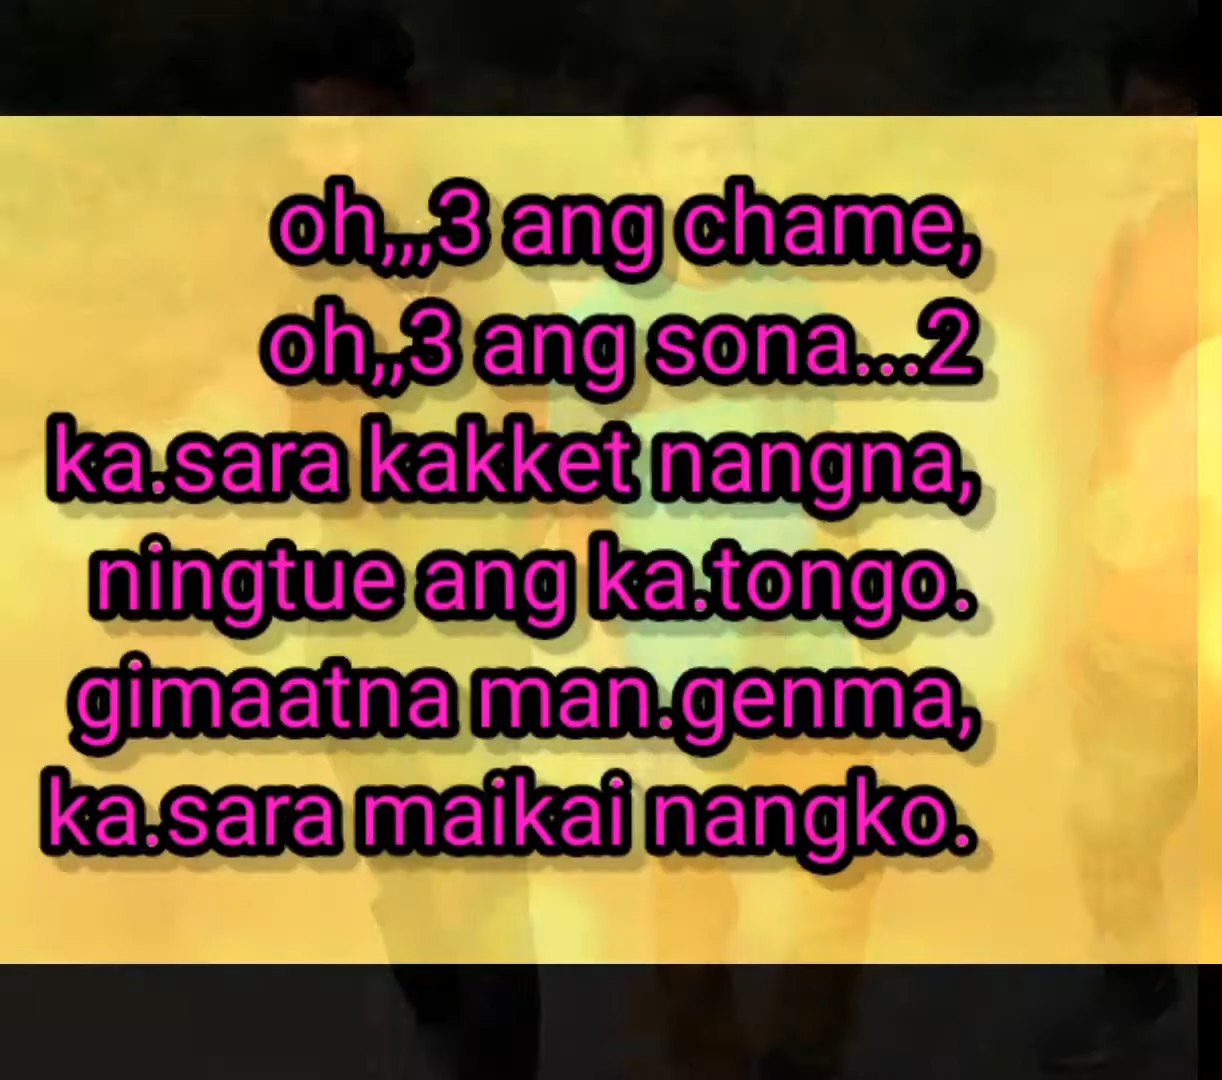 oh,,,3 ang chame,
oh,,3 ang sona...2
ka.sara kakket nangna,
ningtue ang ka.tongo.
gimaatna man.genma,
ka.sara maikai nangko.